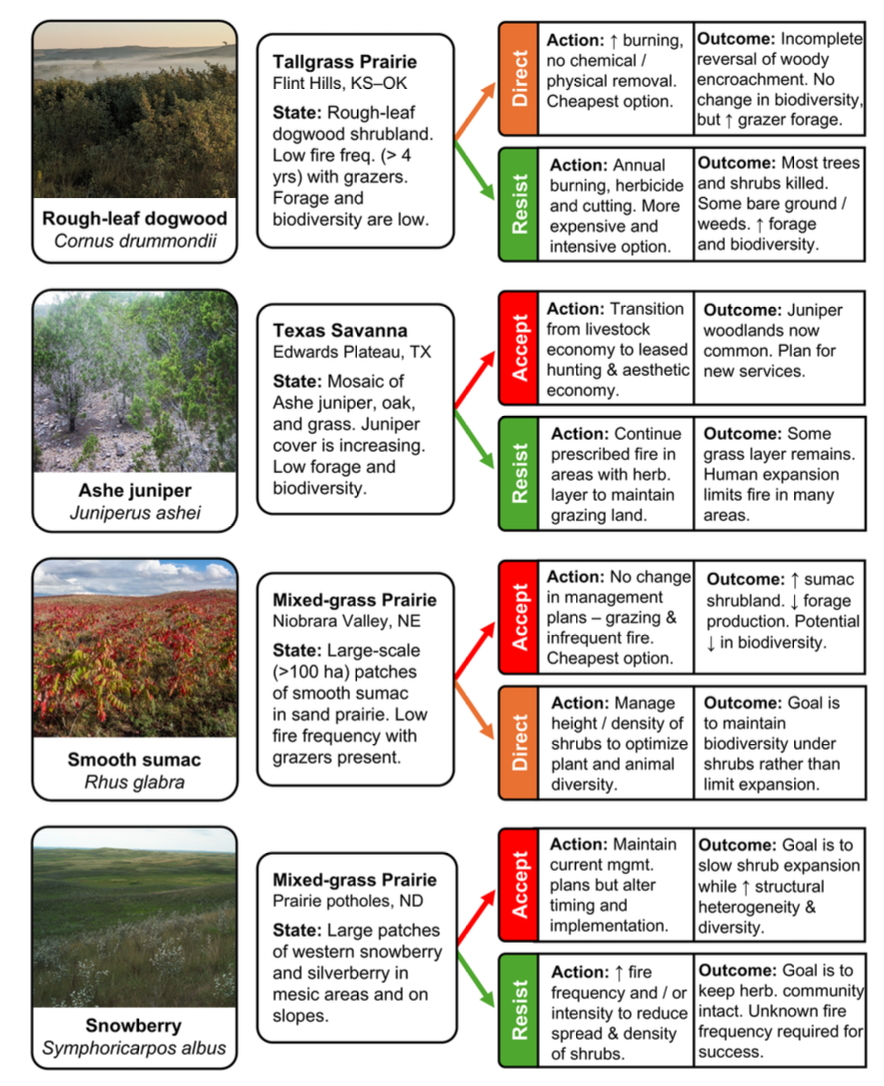 Rough-leaf dogwood
Cornus drummondii
Tallgrass Prairie
Flint Hills, KS–OK
State: Rough-leaf
dogwood shrubland.
Low fire freq. (> 4
yrs) with grazers.
Forage and
biodiversity are low.
Direct
Action: ↑ burning,
no chemical /
physical removal.
Cheapest option.
Outcome: Incomplete
reversal of woody
encroachment. No
change in biodiversity,
but ↑ grazer forage.
Resist
Action: Annual
burning, herbicide
and cutting. More
expensive and
intensive option.
Outcome: Most trees
and shrubs killed.
Some bare ground /
weeds. ↑ forage
and biodiversity.
Ashe juniper
Juniperus ashei
Texas Savanna
Edwards Plateau, TX
State: Mosaic of
Ashe juniper, oak,
and grass. Juniper
cover is increasing.
Low forage and
biodiversity.
Accept
Action: Transition
from livestock
economy to leased
hunting & aesthetic
economy.
Outcome: Juniper
woodlands now
common. Plan for
new services.
Resist
Action: Continue
prescribed fire in
areas with herb.
layer to maintain
grazing land.
Outcome: Some
grass layer remains.
Human expansion
limits fire in many
areas.
Smooth sumac
Rhus glabra
Mixed-grass Prairie
Niobrara Valley, NE
State: Large-scale
(>100 ha) patches
of smooth sumac
in sand prairie. Low
fire frequency with
grazers present.
Accept
Action: No change
in management
plans – grazing &
infrequent fire.
Cheapest option.
Outcome: ↑ sumac
shrubland. ↓ forage
production. Potential
↓ in biodiversity.
Direct
Action: Manage
height / density of
shrubs to optimize
plant and animal
diversity.
Outcome: Goal is
to maintain
biodiversity under
shrubs rather than
limit expansion.
Snowberry
Symphoricarpos albus
Mixed-grass Prairie
Prairie potholes, ND
State: Large patches
of western snowberry
and silverberry in
mesic areas and on
slopes.
Accept
Action: Maintain
current mgmt.
plans but alter
timing and
implementation.
Outcome: Goal is to
slow shrub expansion
while ↑ structural
heterogeneity &
diversity.
Resist
Action: ↑ fire
frequency and / or
intensity to reduce
spread & density
of shrubs.
Outcome: Goal is to
keep herb. community
intact. Unknown fire
frequency required for
success.